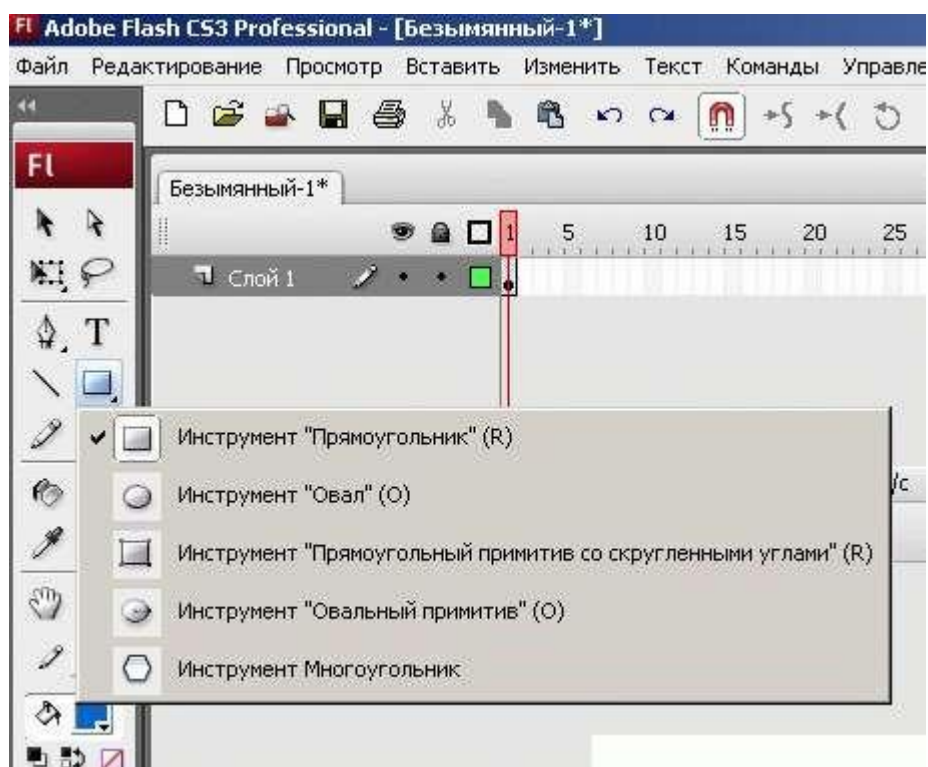 Fl Adobe Flash CS3 Professional - [Безымянный-1*]
Файл Редактирование Просмотр Вставить Изменить Текст Команды Управле
Fl
Безымянный-1*
1 5 10 15 20 25
Слой 1
T
Инструмент "Прямоугольник" (R)
Инструмент "Овал" (O)
/с
Инструмент "Прямоугольный примитив со скругленными углами" (R)
Инструмент "Овальный примитив" (O)
Инструмент Многоугольник